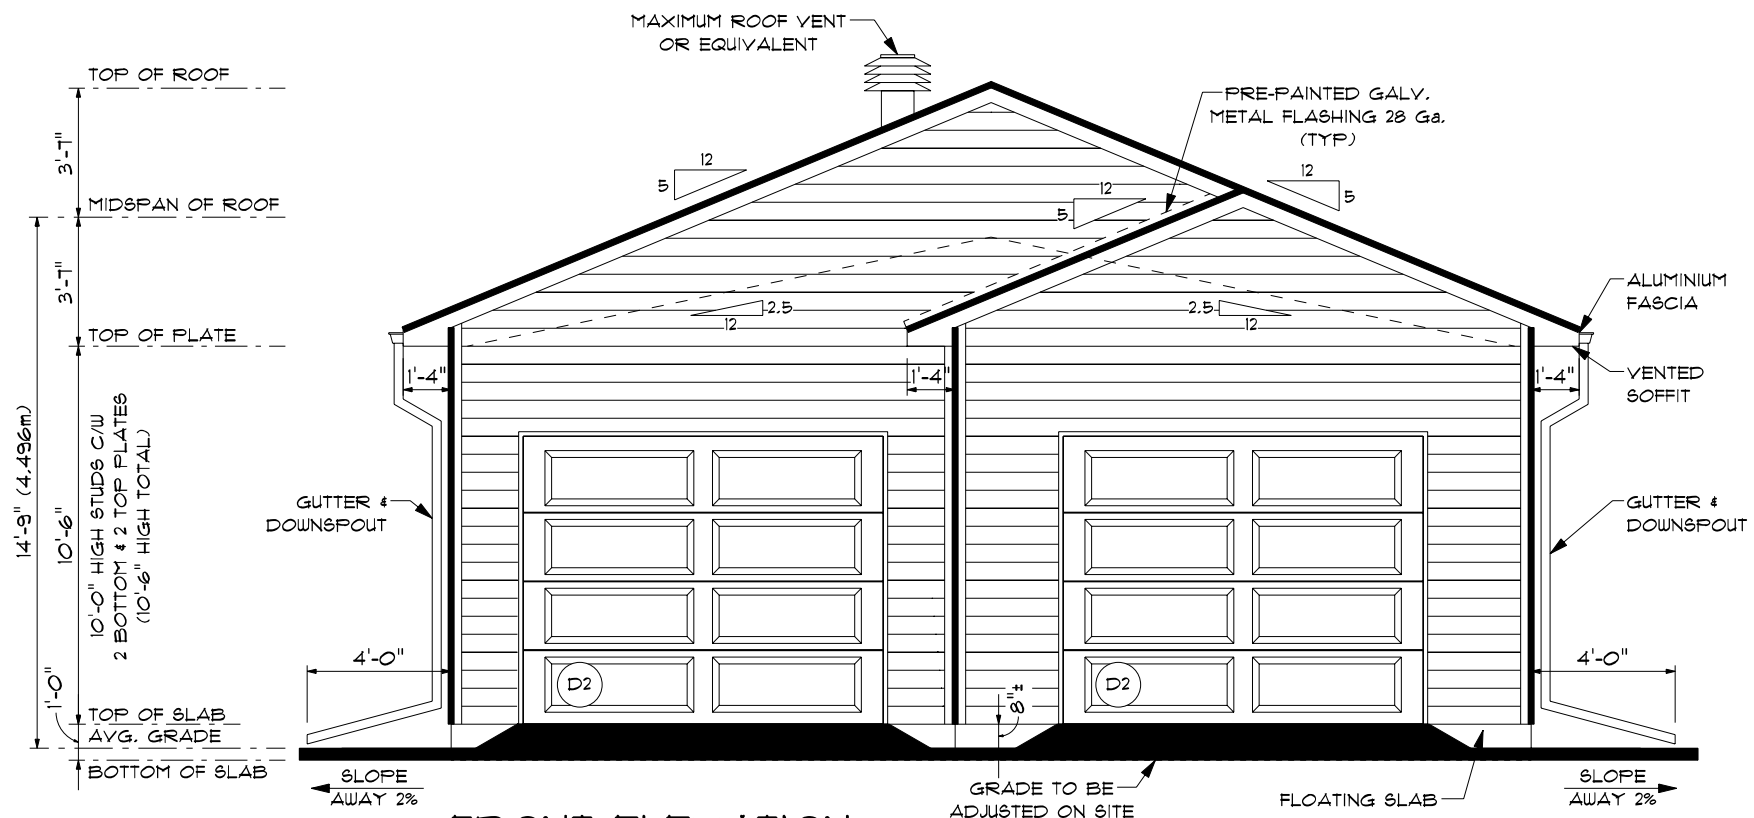 MAXIMUM ROOF VENT
OR EQUIVALENT
TOP OF ROOF
PRE-PAINTED GALV.
METAL FLASHING 28 Ga.
(TYP)
3'-7"
12
5
12
5
12
5
MIDSPAN OF ROOF
3'-7"
ALUMINIUM
FASCIA
2.5
12
2.5
12
TOP OF PLATE
1'-4"
1'-4"
1'-4"
VENTED
SOFFIT
14'-9" (4.496m)
10'-6"
10'-0" HIGH STUDS C/W
2 BOTTOM & 2 TOP PLATES
(10'-6" HIGH TOTAL)
GUTTER &
DOWNSPOUT
GUTTER &
DOWNSPOUT
4'-0"
4'-0"
D2
D2
1'-0"
8"±
TOP OF SLAB
AVG. GRADE
BOTTOM OF SLAB
SLOPE
AWAY 2%
GRADE TO BE
ADJUSTED ON SITE
FLOATING SLAB
SLOPE
AWAY 2%
FRONT ELEVATION